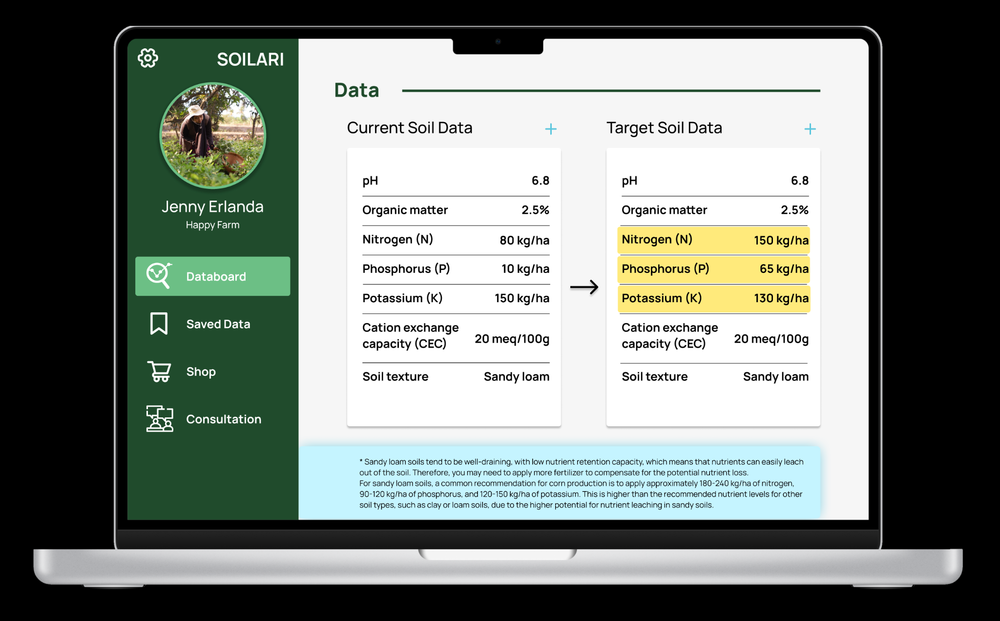 SOILARI
Jenny Erlanda
Happy Farm
Databoard
Saved Data
Shop
Consultation
Data
Current Soil Data
pH 6.8
Organic matter 2.5%
Nitrogen (N) 80 kg/ha
Phosphorus (P) 10 kg/ha
Potassium (K) 150 kg/ha
Cation exchange
capacity (CEC) 20 meq/100g
Soil texture Sandy loam
Target Soil Data
pH 6.8
Organic matter 2.5%
Nitrogen (N) 150 kg/ha
Phosphorus (P) 65 kg/ha
Potassium (K) 130 kg/ha
Cation exchange
capacity (CEC) 20 meq/100g
Soil texture Sandy loam
* Sandy loam soils tend to be well-draining, with low nutrient retention capacity, which means that nutrients can easily leach
out of the soil. Therefore, you may need to apply more fertilizer to compensate for the potential nutrient loss.
For sandy loam soils, a common recommendation for corn production is to apply approximately 180-240 kg/ha of nitrogen,
90-120 kg/ha of phosphorus, and 120-150 kg/ha of potassium. This is higher than the recommended nutrient levels for other
soil types, such as clay or loam soils, due to the higher potential for nutrient leaching in sandy soils.